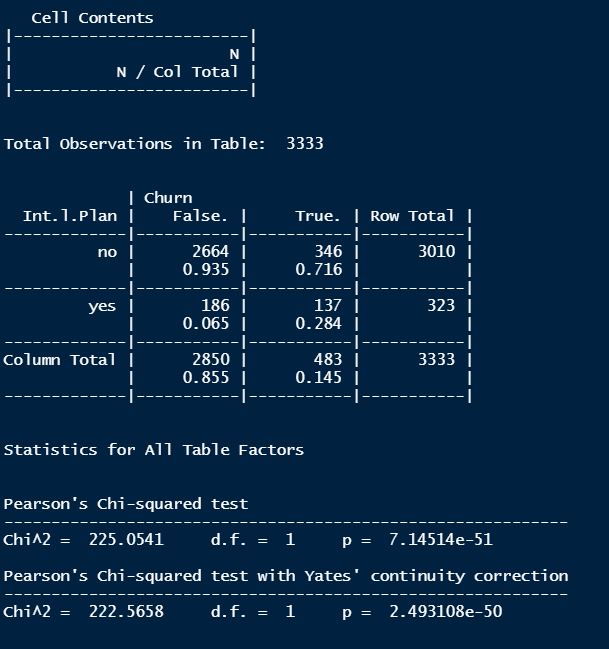 Cell Contents
|-------------------------|
|                       N |
|           N / Col Total |
|-------------------------|
Total Observations in Table:  3333
             | Churn
  Int.l.Plan |    False. |     True. | Row Total |
-------------|-----------|-----------|-----------|
          no |      2664 |       346 |      3010 |
             |     0.935 |     0.716 |           |
-------------|-----------|-----------|-----------|
         yes |       186 |       137 |       323 |
             |     0.065 |     0.284 |           |
-------------|-----------|-----------|-----------|
Column Total |      2850 |       483 |      3333 |
             |     0.855 |     0.145 |           |
-------------|-----------|-----------|-----------|
Statistics for All Table Factors
Pearson's Chi-squared test
------------------------------------------------------------
Chi^2 =  225.0541     d.f. =  1     p =  7.14514e-51
Pearson's Chi-squared test with Yates' continuity correction
------------------------------------------------------------
Chi^2 =  222.5658     d.f. =  1     p =  2.493108e-50